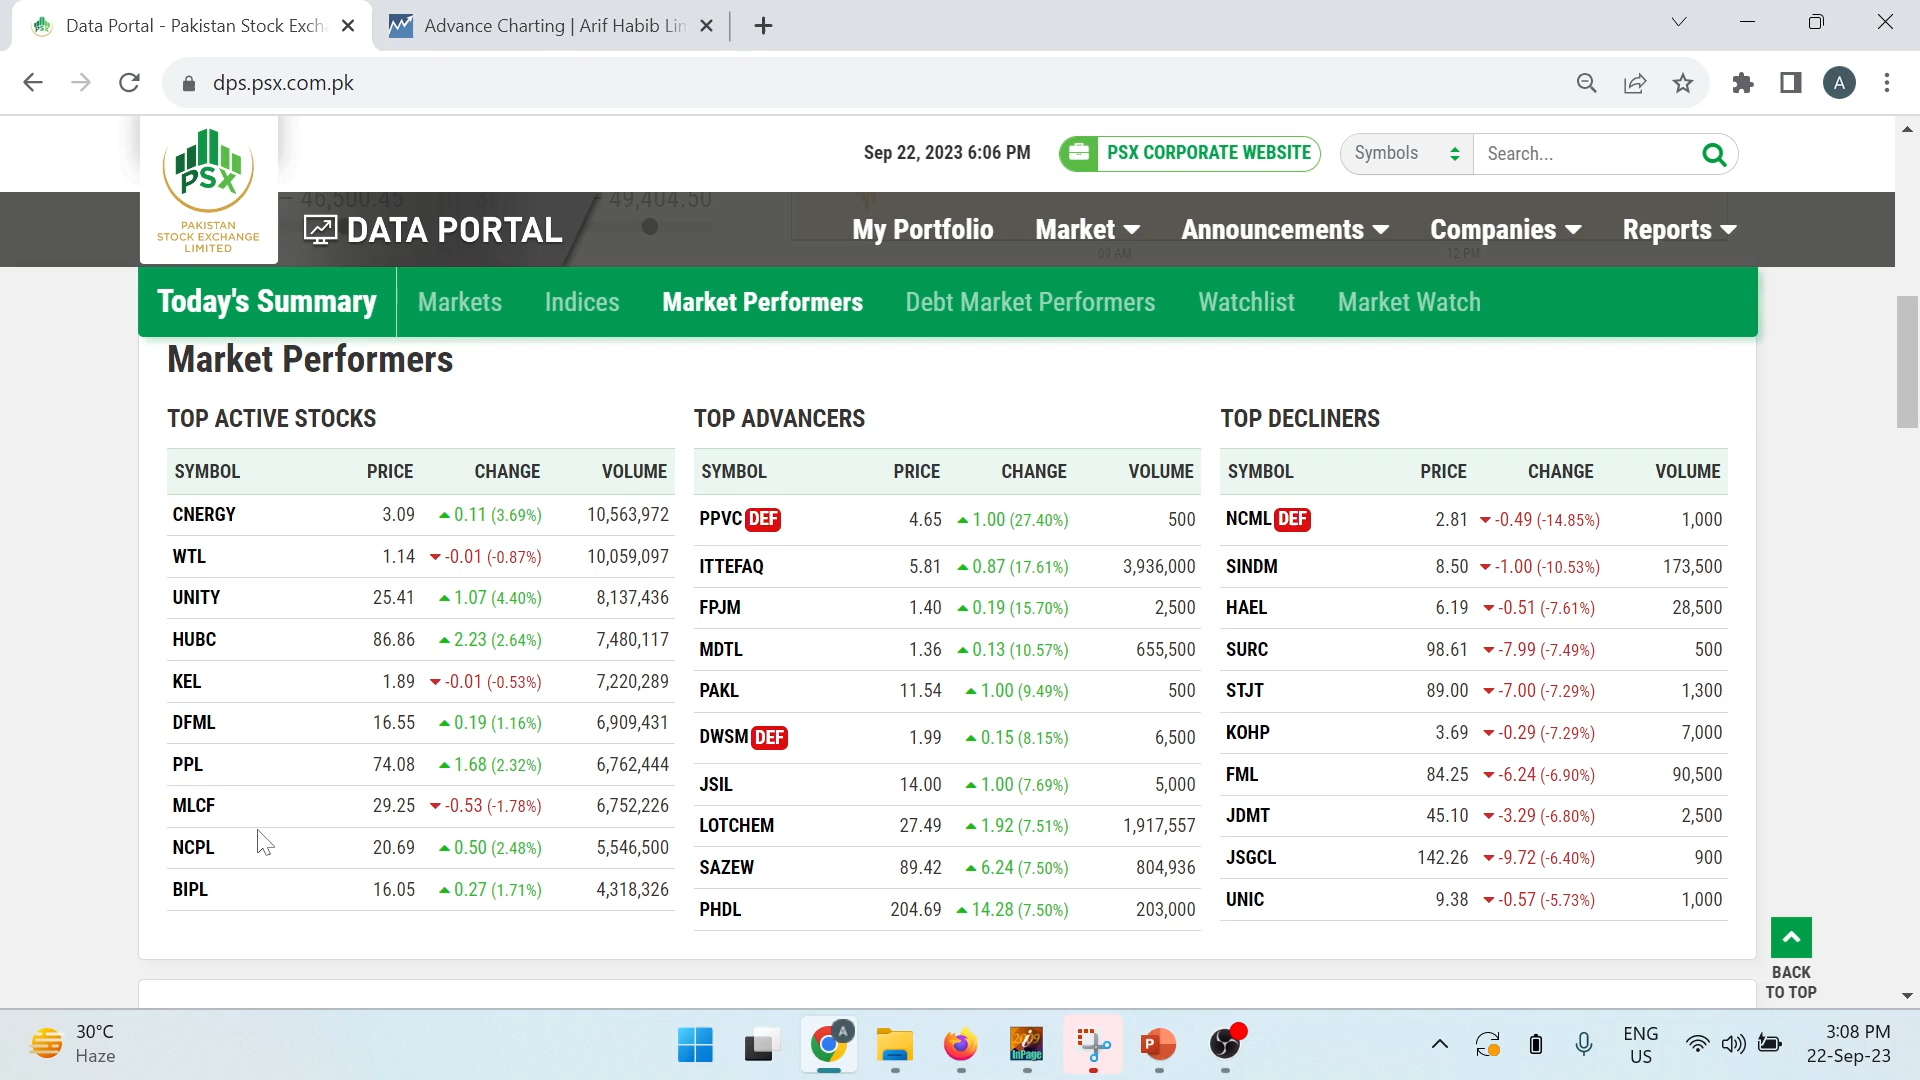 Data Portal - Pakistan Stock Excha
Advance Charting | Arif Habib Lim
dps.psx.com.pk
A
PSX
PAKISTAN
STOCK EXCHANGE
LIMITED
Sep 22, 2023 6:06 PM
PSX CORPORATE WEBSITE
Symbols
Search...
46,500.45
49,404.50
DATA PORTAL
My Portfolio
Market
Announcements
Companies
Reports
09 AM
12 PM
Today's Summary
Markets
Indices
Market Performers
Debt Market Performers
Watchlist
Market Watch
Market Performers
TOP ACTIVE STOCKS
SYMBOL PRICE CHANGE VOLUME
CNERGY 3.09 0.11 (3.69%) 10,563,972
WTL 1.14 -0.01 (-0.87%) 10,059,097
UNITY 25.41 1.07 (4.40%) 8,137,436
HUBC 86.86 2.23 (2.64%) 7,480,117
KEL 1.89 -0.01 (-0.53%) 7,220,289
DFML 16.55 0.19 (1.16%) 6,909,431
PPL 74.08 1.68 (2.32%) 6,762,444
MLCF 29.25 -0.53 (-1.78%) 6,752,226
NCPL 20.69 0.50 (2.48%) 5,546,500
BIPL 16.05 0.27 (1.71%) 4,318,326
TOP ADVANCERS
SYMBOL PRICE CHANGE VOLUME
PPVC DEF 4.65 1.00 (27.40%) 500
ITTEFAQ 5.81 0.87 (17.61%) 3,936,000
FPJM 1.40 0.19 (15.70%) 2,500
MDTL 1.36 0.13 (10.57%) 655,500
PAKL 11.54 1.00 (9.49%) 500
DWSM DEF 1.99 0.15 (8.15%) 6,500
JSIL 14.00 1.00 (7.69%) 5,000
LOTCHEM 27.49 1.92 (7.51%) 1,917,557
SAZEW 89.42 6.24 (7.50%) 804,936
PHDL 204.69 14.28 (7.50%) 203,000
TOP DECLINERS
SYMBOL PRICE CHANGE VOLUME
NCML DEF 2.81 -0.49 (-14.85%) 1,000
SINDM 8.50 -1.00 (-10.53%) 173,500
HAEL 6.19 -0.51 (-7.61%) 28,500
SURC 98.61 -7.99 (-7.49%) 500
STJT 89.00 -7.00 (-7.29%) 1,300
KOHP 3.69 -0.29 (-7.29%) 7,000
FML 84.25 -6.24 (-6.90%) 90,500
JDMT 45.10 -3.29 (-6.80%) 2,500
JSGCL 142.26 -9.72 (-6.40%) 900
UNIC 9.38 -0.57 (-5.73%) 1,000
BACK
TO TOP
30°C
Haze
A
2009
InPage
P
ENG
US
3:08 PM
22-Sep-23